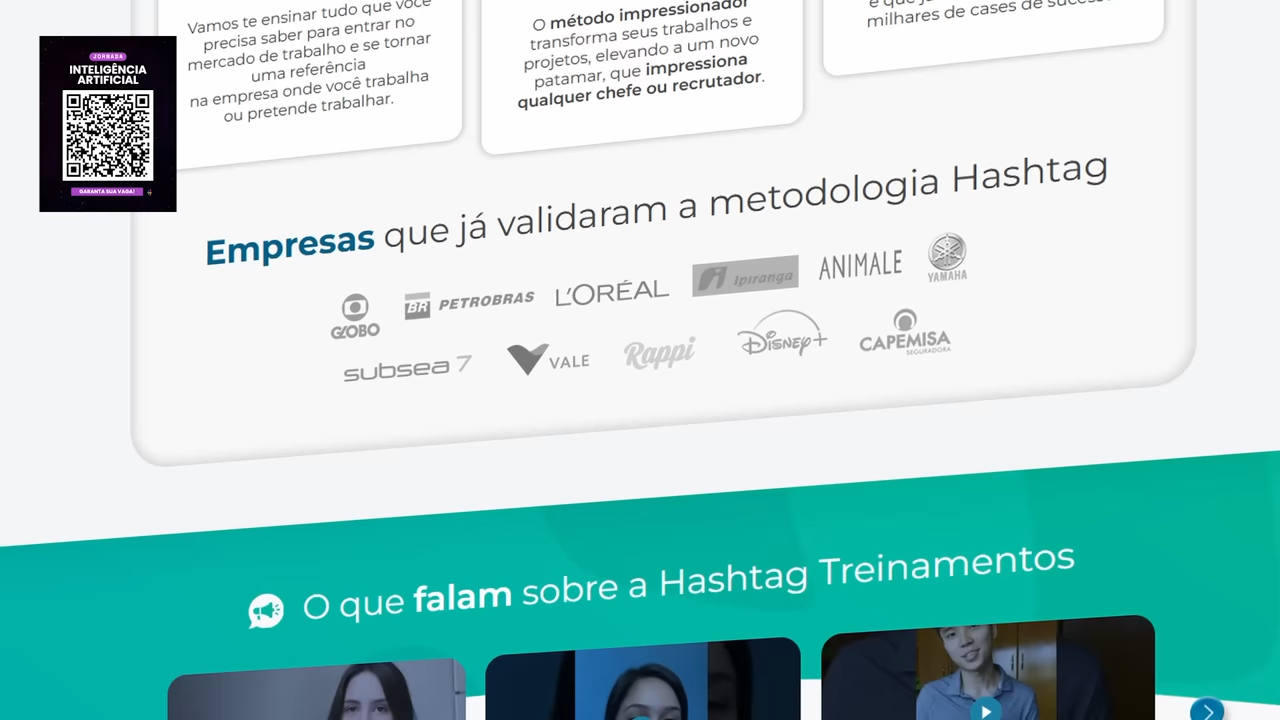 Vamos te ensinar tudo que você
precisa saber para entrar no
mercado de trabalho e se tornar
uma referência
na empresa onde você trabalha
ou pretende trabalhar.
O método impressionador
transforma seus trabalhos e
projetos, elevando a um novo
patamar, que impressiona
qualquer chefe ou recrutador.
milhares de cases de sucesso
JORNADA
INTELIGÊNCIA
ARTIFICIAL
GARANTA SUA VAGA!
Empresas que já validaram a metodologia Hashtag
GLOBO
BR PETROBRAS
L'ORÉAL
Ipiranga
ANIMALE
YAMAHA
subsea 7
VALE
Rappi
Disney+
CAPEMISA
SEGURADORA
O que falam sobre a Hashtag Treinamentos